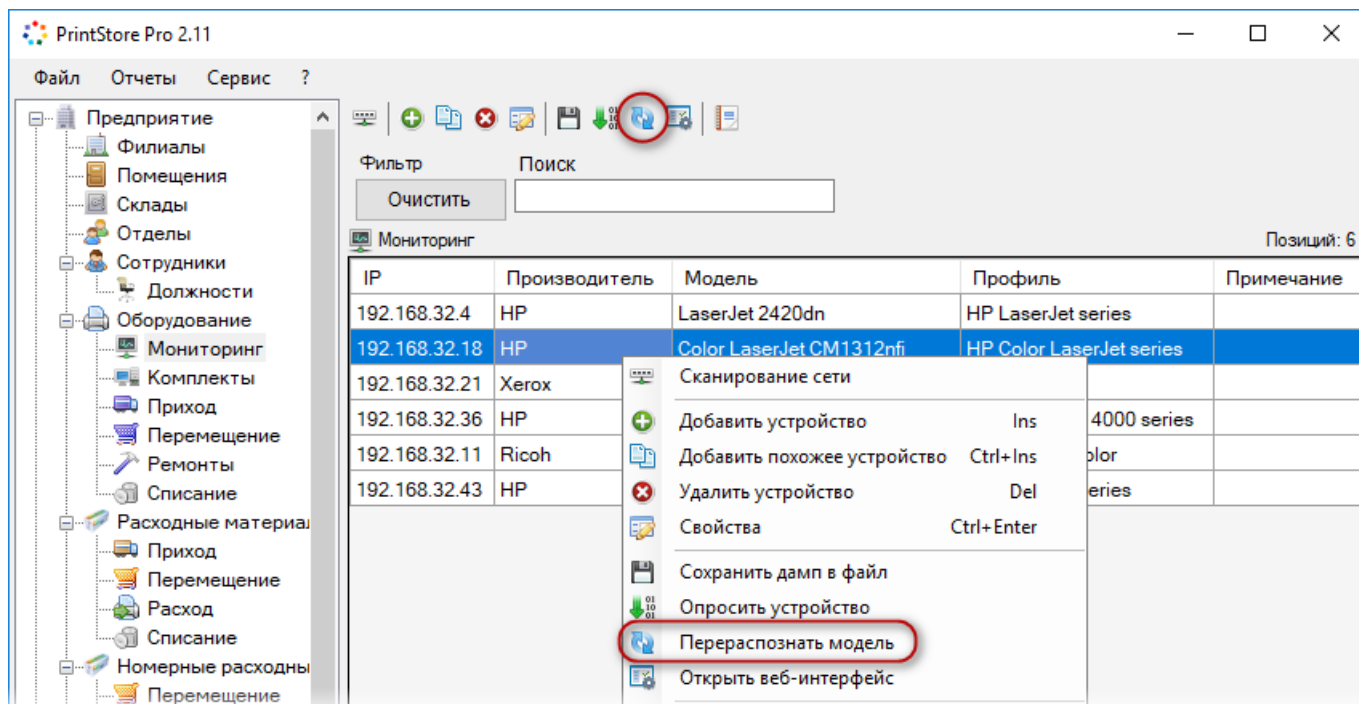 PrintStore Pro 2.11
Файл Отчеты Сервис ?
Предприятие
Филиалы
Помещения
Склады
Отделы
Сотрудники
Должности
Оборудование
Мониторинг
Комплекты
Приход
Перемещение
Ремонты
Списание
Расходные материал
Приход
Перемещение
Расход
Списание
Номерные расходны
Перемещение
Фильтр Поиск
Очистить
Мониторинг Позиций: 6
IP Производитель Модель Профиль Примечание
192.168.32.4 HP LaserJet 2420dn HP LaserJet series
192.168.32.18 HP Color LaserJet CM1312nfi HP Color LaserJet series
192.168.32.21 Xerox
192.168.32.36 HP 4000 series
192.168.32.11 Ricoh olor
192.168.32.43 HP eries
Сканирование сети
Добавить устройство Ins
Добавить похожее устройство Ctrl+Ins
Удалить устройство Del
Свойства Ctrl+Enter
Сохранить дамп в файл
Опросить устройство
Перераспознать модель
Открыть веб-интерфейс